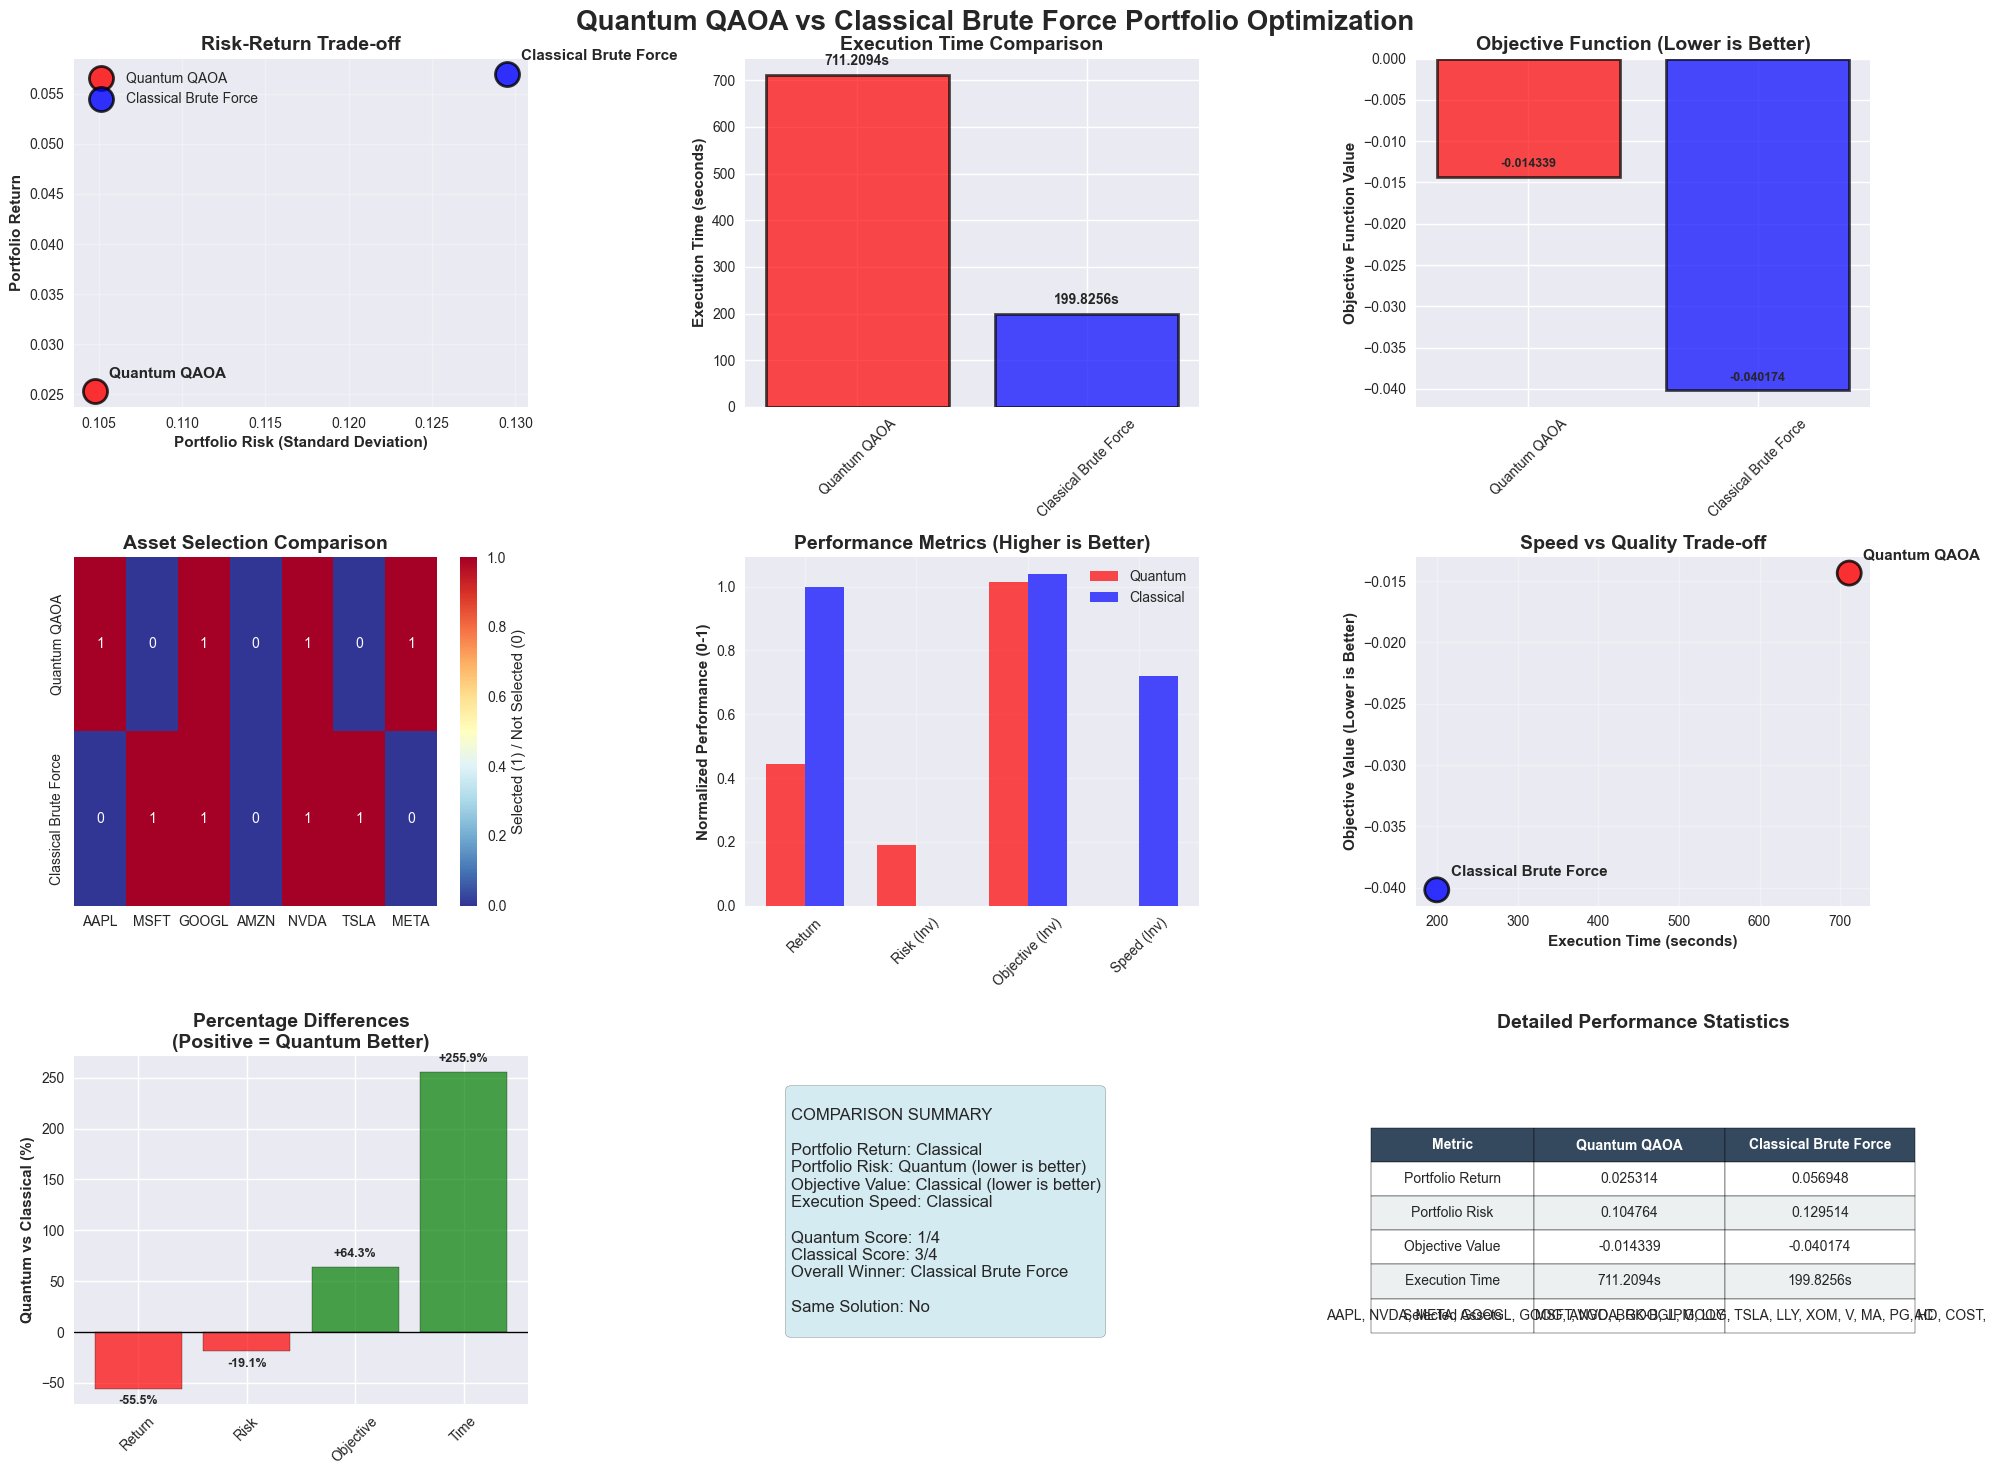 Quantum QAOA vs Classical Brute Force Portfolio Optimization
Risk-Return Trade-off
Classical Brute Force
Quantum QAOA
Classical Brute Force
Quantum QAOA
Portfolio Return
0.055
0.050
0.045
0.040
0.035
0.030
0.025
0.105 0.110 0.115 0.120 0.125 0.130
Portfolio Risk (Standard Deviation)
Execution Time Comparison
711.2094s
199.8256s
Execution Time (seconds)
700
600
500
400
300
200
100
0
Quantum QAOA
Classical Brute Force
Objective Function (Lower is Better)
Objective Function Value
0.000
−0.005
−0.010
−0.015
−0.020
−0.025
−0.030
−0.035
−0.040
-0.014339
-0.040174
Quantum QAOA
Classical Brute Force
Asset Selection Comparison
Quantum QAOA
1 0 1 0 1 0 1
Classical Brute Force
0 1 1 0 1 1 0
AAPL MSFT GOOGL AMZN NVDA TSLA META
1.0
0.8
0.6
0.4
0.2
0.0
Selected (1) / Not Selected (0)
Performance Metrics (Higher is Better)
Quantum
Classical
Normalized Performance (0-1)
1.0
0.8
0.6
0.4
0.2
0.0
Return
Risk (Inv)
Objective (Inv)
Speed (Inv)
Speed vs Quality Trade-off
Quantum QAOA
Classical Brute Force
Objective Value (Lower is Better)
−0.015
−0.020
−0.025
−0.030
−0.035
−0.040
200 300 400 500 600 700
Execution Time (seconds)
Percentage Differences
(Positive = Quantum Better)
Quantum vs Classical (%)
250
200
150
100
50
0
−50
-55.5%
-19.1%
+64.3%
+255.9%
Return
Risk
Objective
Time
COMPARISON SUMMARY
Portfolio Return: Classical
Portfolio Risk: Quantum (lower is better)
Objective Value: Classical (lower is better)
Execution Speed: Classical
Quantum Score: 1/4
Classical Score: 3/4
Overall Winner: Classical Brute Force
Same Solution: No
Detailed Performance Statistics
Metric Quantum QAOA Classical Brute Force
Portfolio Return 0.025314 0.056948
Portfolio Risk 0.104764 0.129514
Objective Value -0.014339 -0.040174
Execution Time 711.2094s 199.8256s
Selected Assets AAPL, NVDA, META, GOOGL, TSLA, LLY, XOM, V, MA, PG, COST,